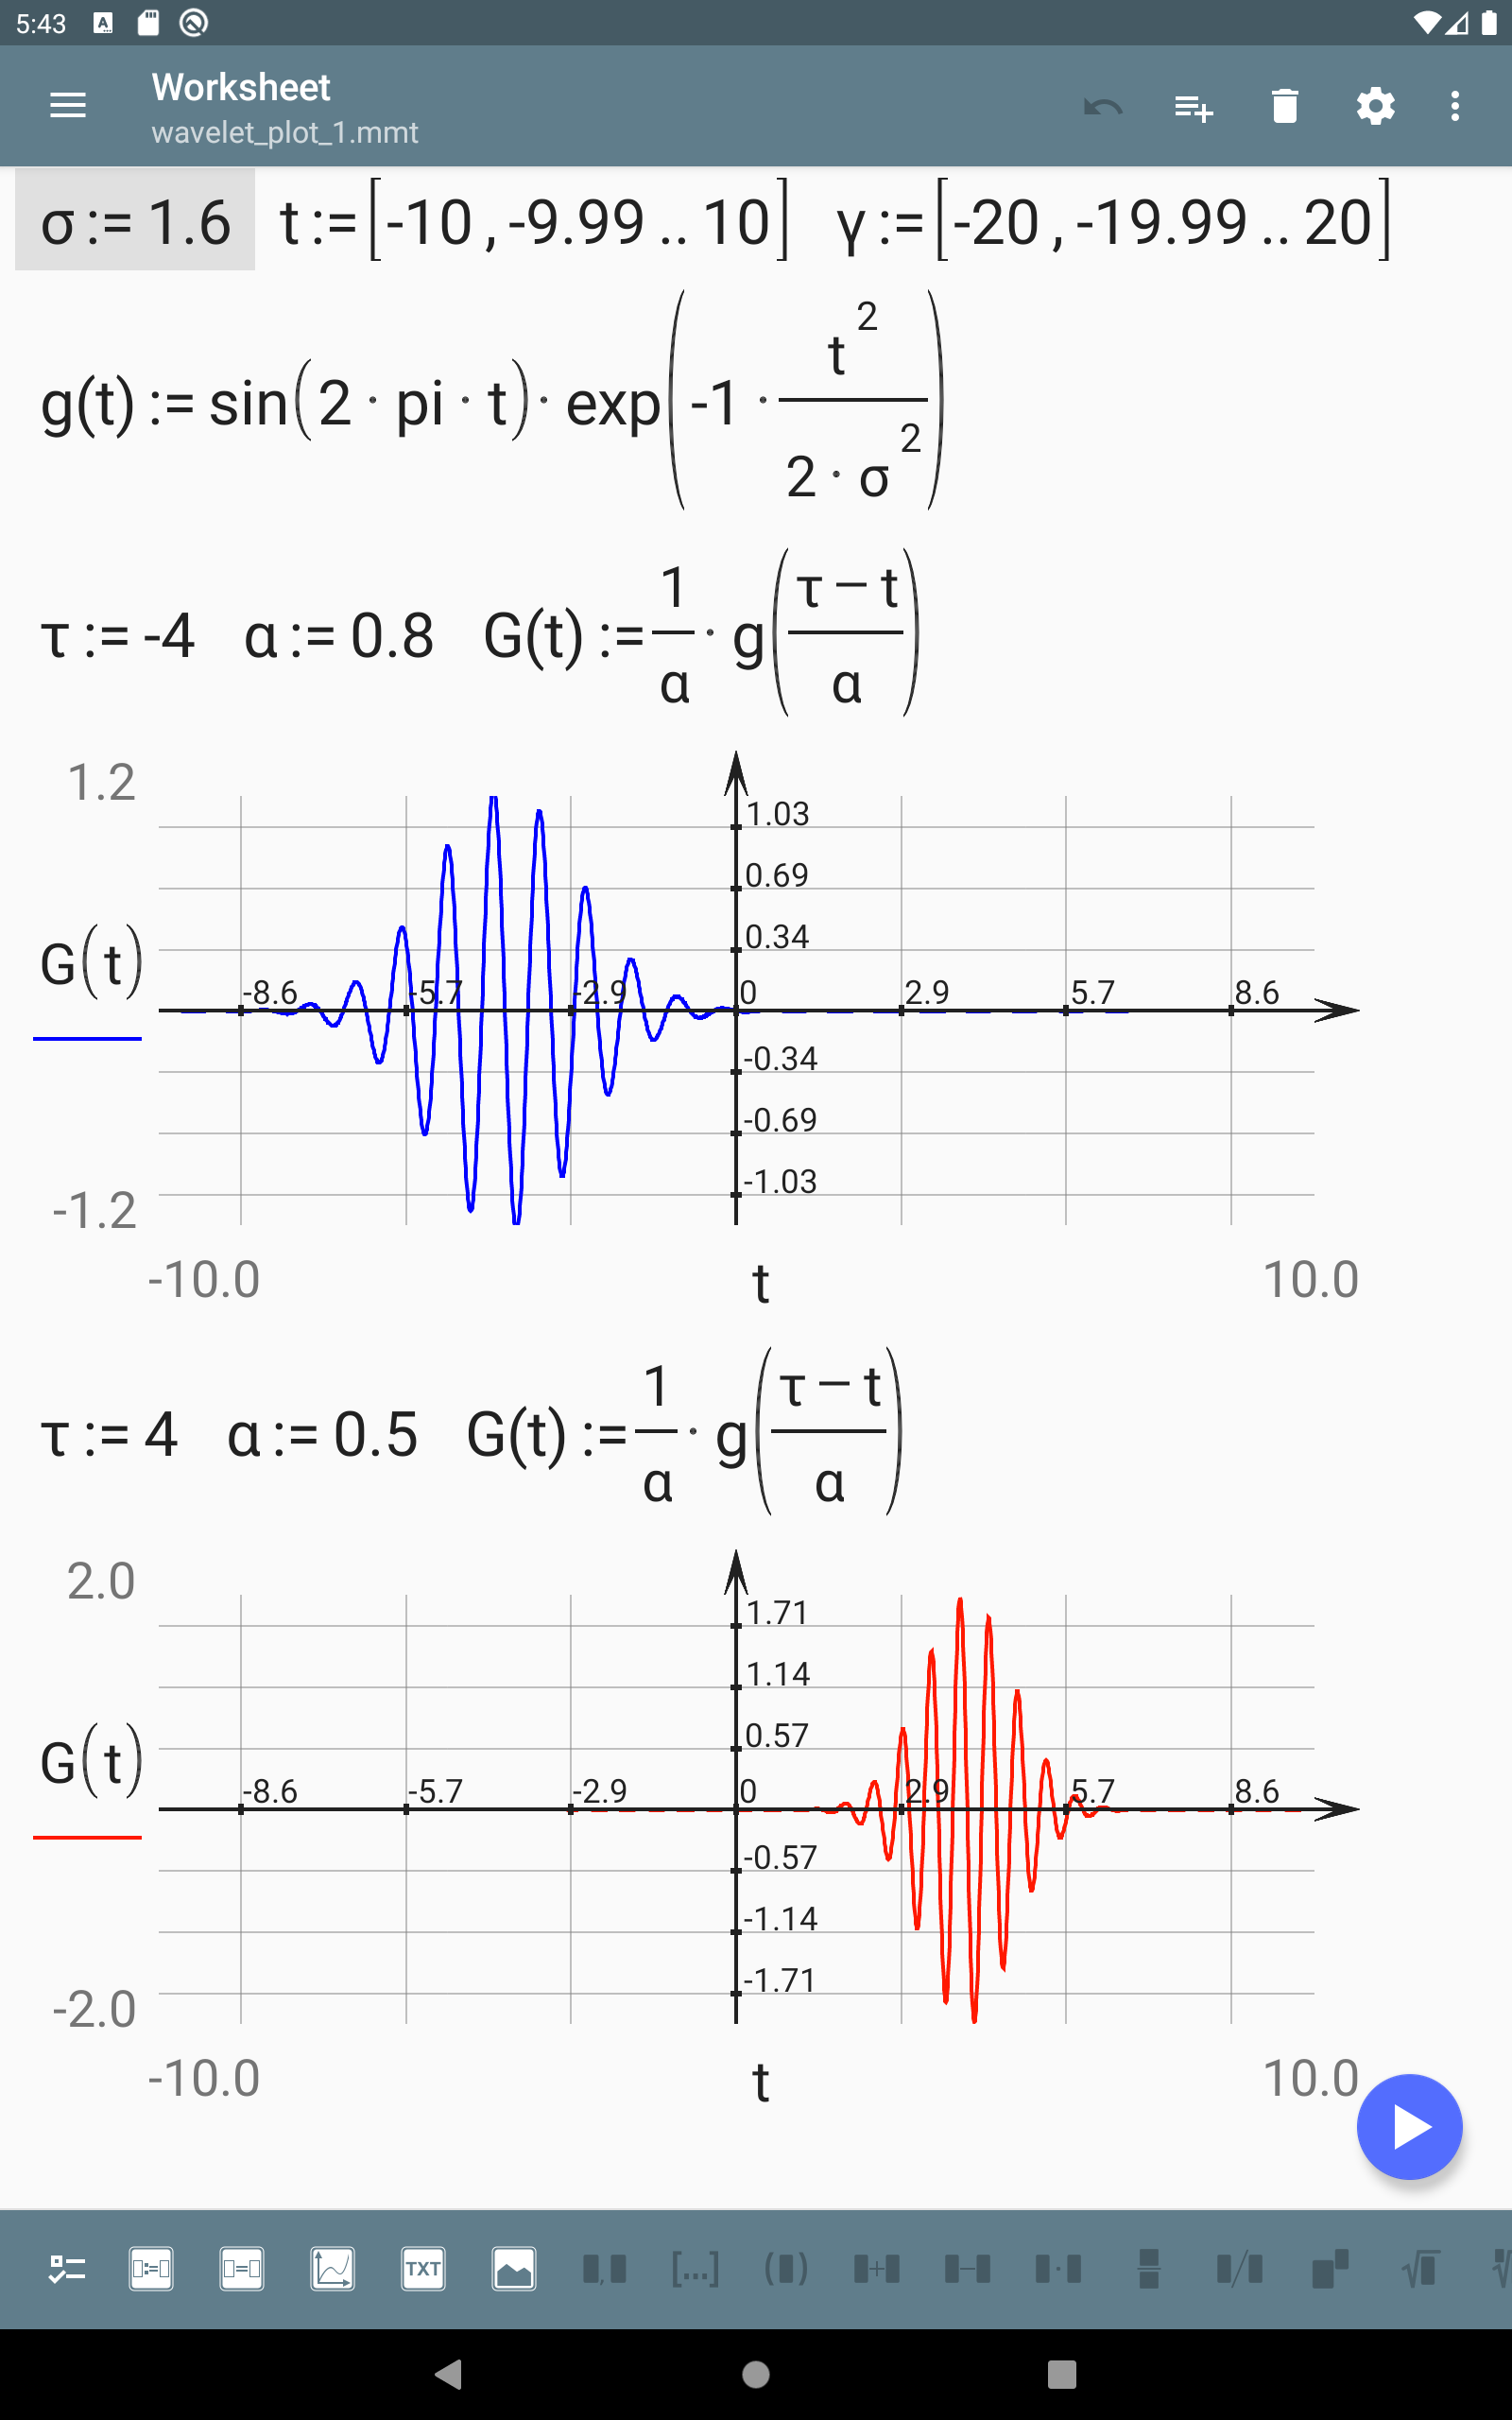 5:43
Worksheet
wavelet_plot_1.mmt
σ := 1.6 t := [-10 , -9.99 .. 10] γ := [-20 , -19.99 .. 20]
g(t) := sin(2 · pi · t) · exp(-1 · t^2 / 2 · σ^2)
τ := -4 α := 0.8 G(t) := 1/α · g((τ − t)/α)
1.2
1.03
0.69
0.34
G(t)
-8.6 -5.7 -2.9 0 2.9 5.7 8.6
-0.34
-0.69
-1.03
-1.2
-10.0 t 10.0
τ := 4 α := 0.5 G(t) := 1/α · g((τ − t)/α)
2.0
1.71
1.14
0.57
G(t)
-8.6 -5.7 -2.9 0 2.9 5.7 8.6
-0.57
-1.14
-1.71
-2.0
-10.0 t 10.0
TXT